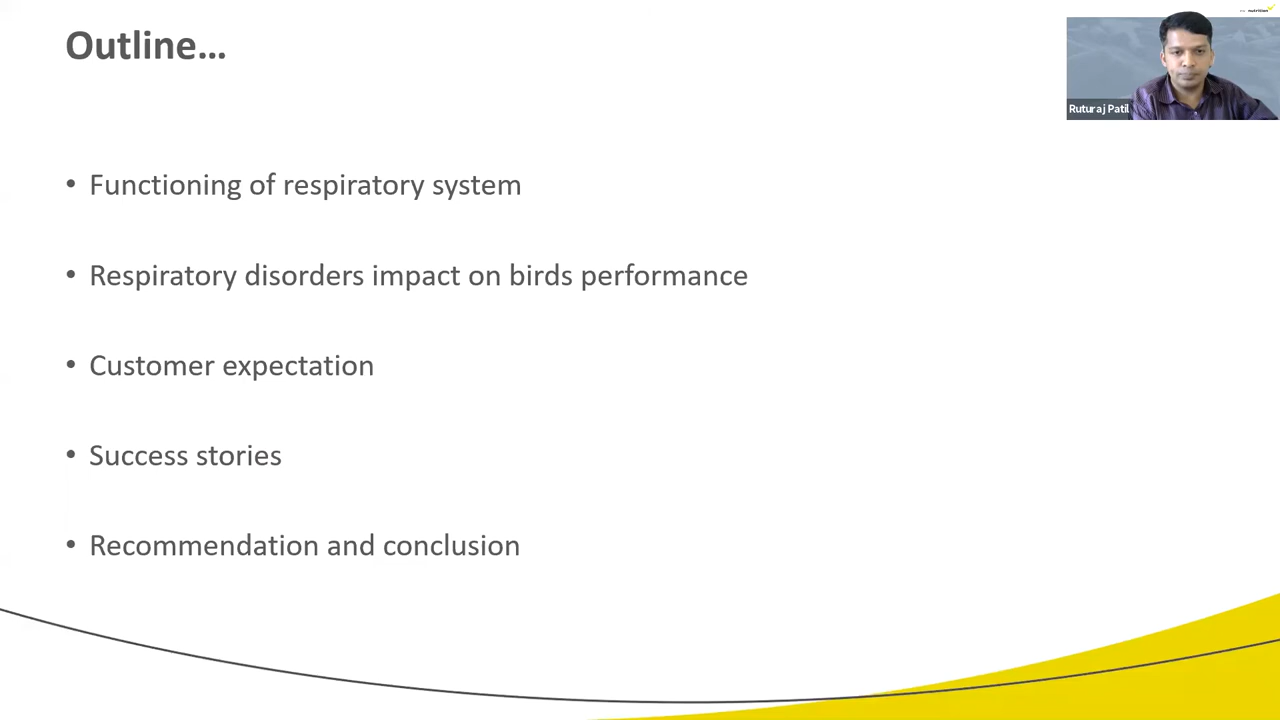 Outline...
nutrition
Ruturaj Patil
• Functioning of respiratory system
• Respiratory disorders impact on birds performance
• Customer expectation
• Success stories
• Recommendation and conclusion